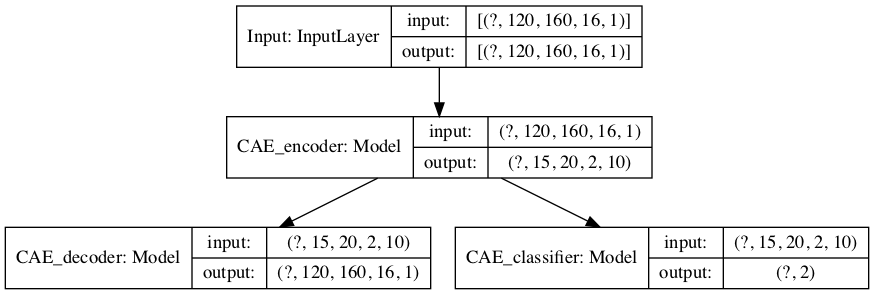 Input: InputLayer
input: [(?, 120, 160, 16, 1)]
output: [(?, 120, 160, 16, 1)]
CAE_encoder: Model
input: (?, 120, 160, 16, 1)
output: (?, 15, 20, 2, 10)
CAE_decoder: Model
input: (?, 15, 20, 2, 10)
output: (?, 120, 160, 16, 1)
CAE_classifier: Model
input: (?, 15, 20, 2, 10)
output: (?, 2)